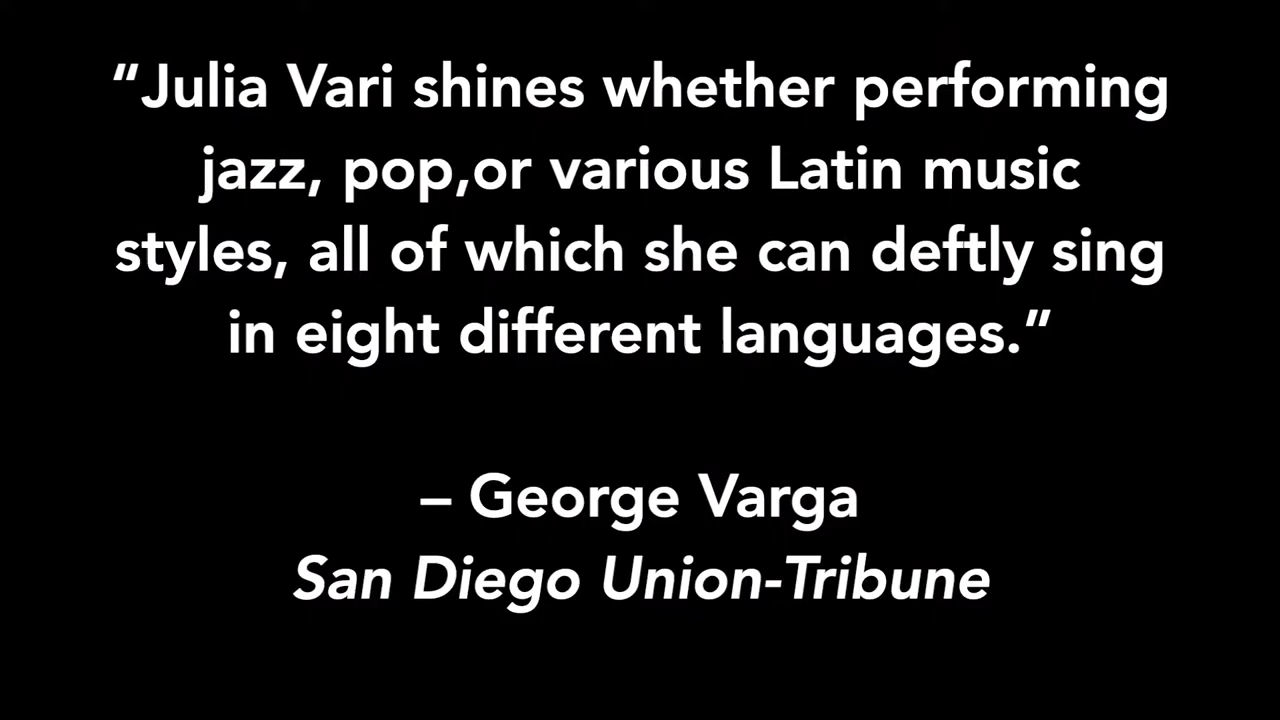 “Julia Vari shines whether performing
jazz, pop,or various Latin music
styles, all of which she can deftly sing
in eight different languages.”
– George Varga
San Diego Union-Tribune